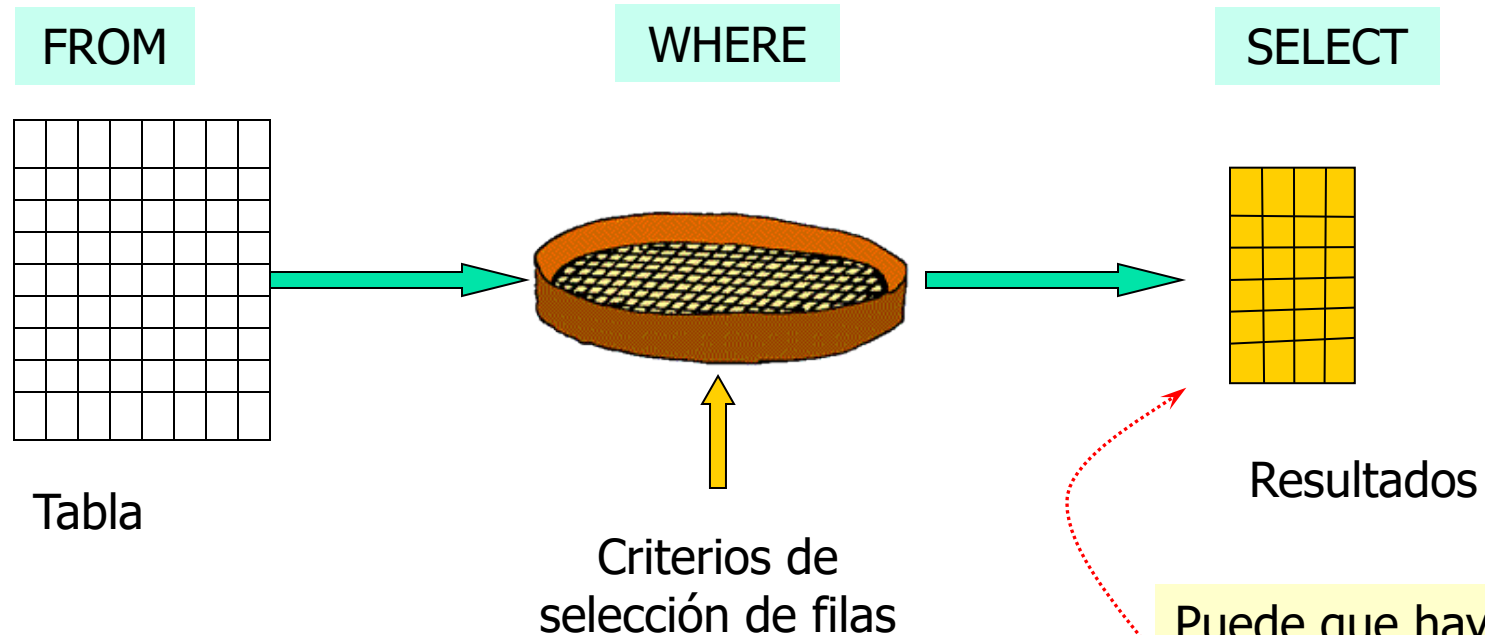 FROM
WHERE
SELECT
Tabla
Resultados
Criterios de
selección de filas
Puede que hay